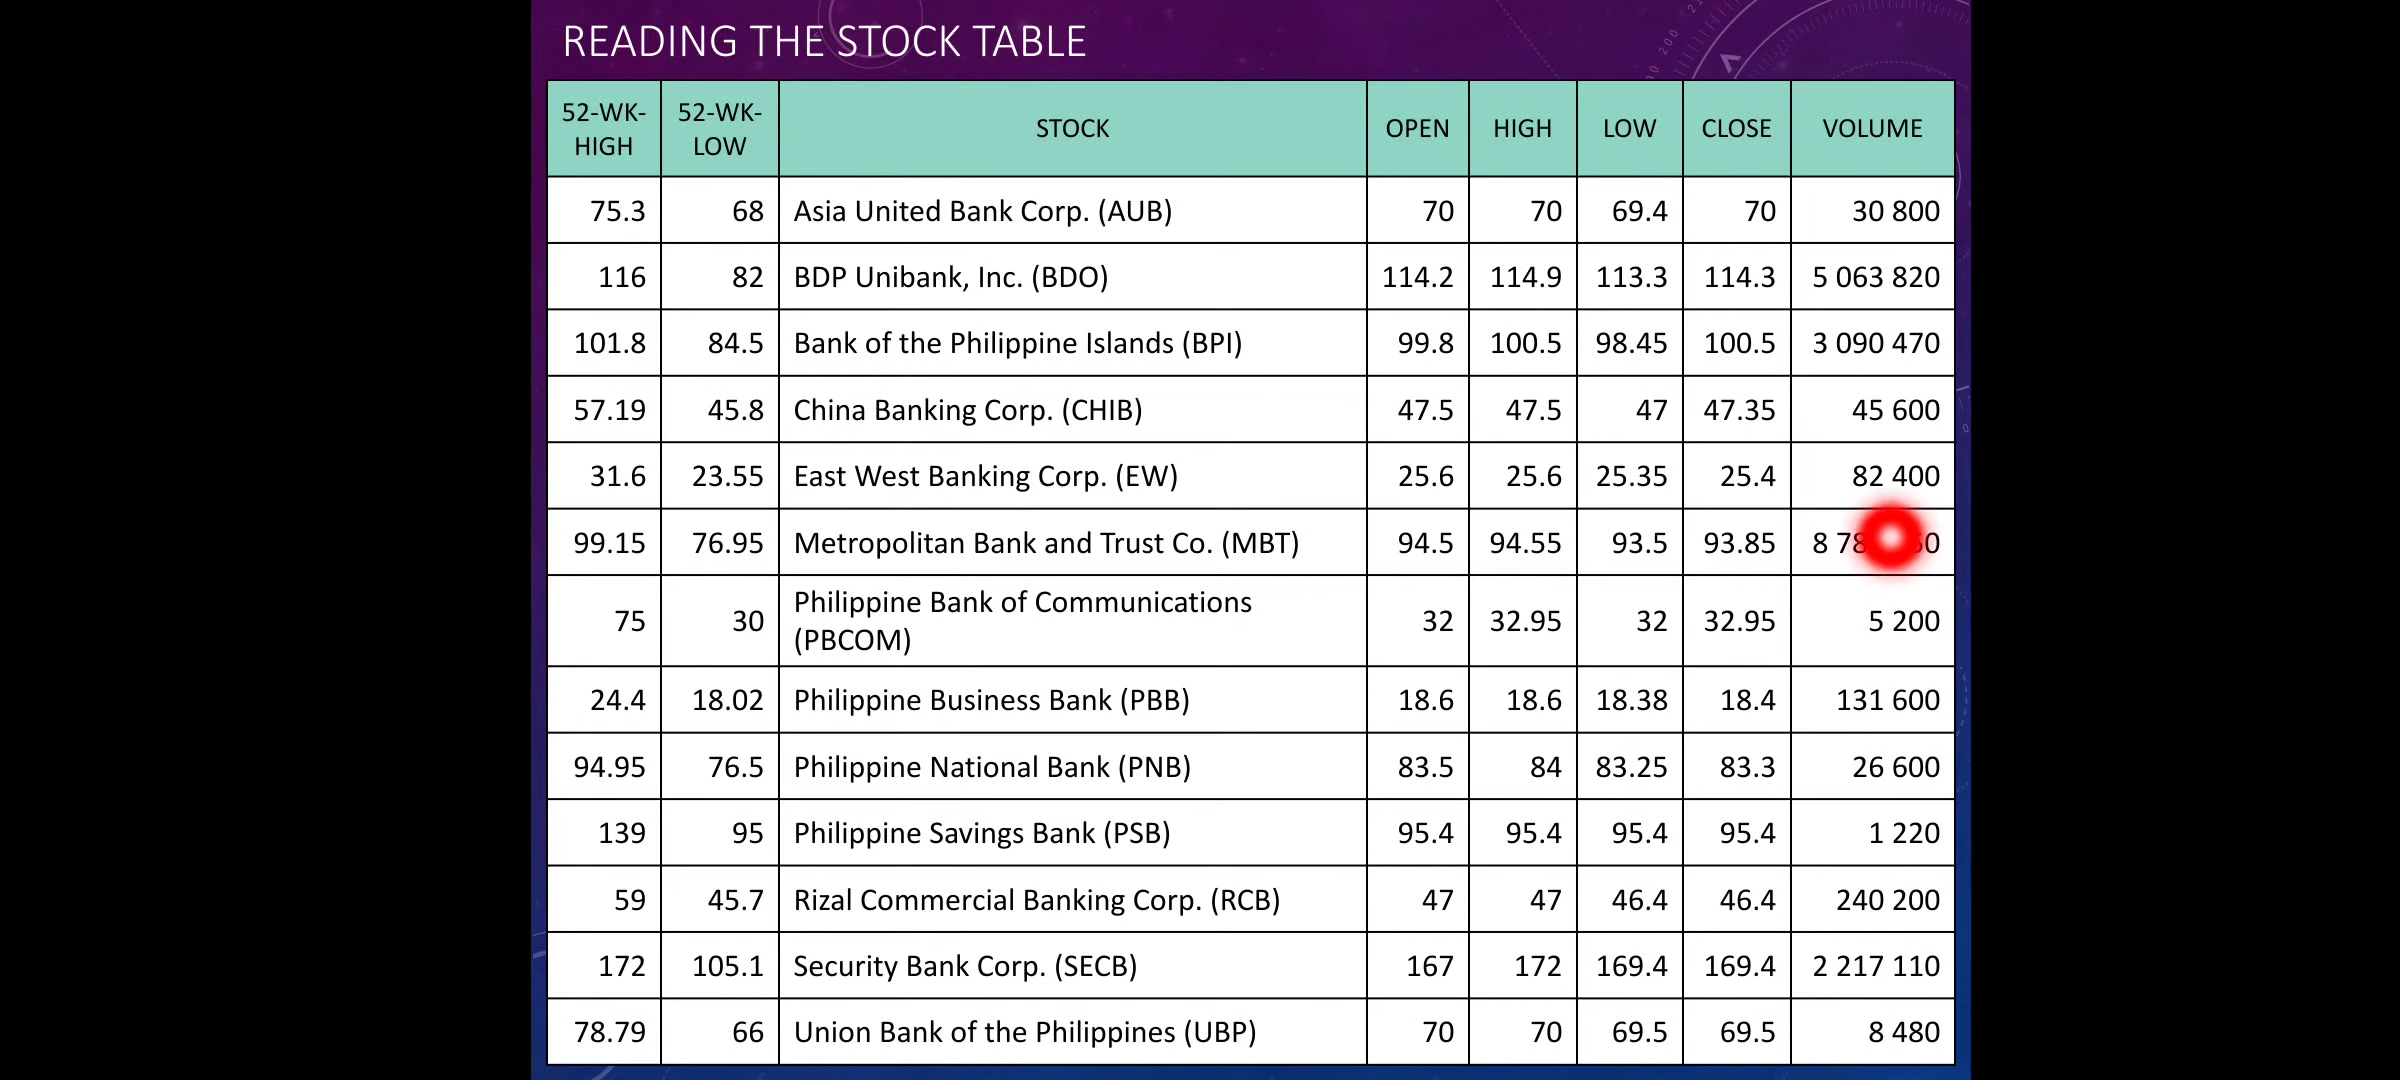 READING THE STOCK TABLE
52-WK-HIGH 52-WK-LOW STOCK OPEN HIGH LOW CLOSE VOLUME
75.3 68 Asia United Bank Corp. (AUB) 70 70 69.4 70 30 800
116 82 BDP Unibank, Inc. (BDO) 114.2 114.9 113.3 114.3 5 063 820
101.8 84.5 Bank of the Philippine Islands (BPI) 99.8 100.5 98.45 100.5 3 090 470
57.19 45.8 China Banking Corp. (CHIB) 47.5 47.5 47 47.35 45 600
31.6 23.55 East West Banking Corp. (EW) 25.6 25.6 25.35 25.4 82 400
99.15 76.95 Metropolitan Bank and Trust Co. (MBT) 94.5 94.55 93.5 93.85 8
75 30 Philippine Bank of Communications (PBCOM) 32 32.95 32 32.95 5 200
24.4 18.02 Philippine Business Bank (PBB) 18.6 18.6 18.38 18.4 131 600
94.95 76.5 Philippine National Bank (PNB) 83.5 84 83.25 83.3 26 600
139 95 Philippine Savings Bank (PSB) 95.4 95.4 95.4 95.4 1 220
59 45.7 Rizal Commercial Banking Corp. (RCB) 47 47 46.4 46.4 240 200
172 105.1 Security Bank Corp. (SECB) 167 172 169.4 169.4 2 217 110
78.79 66 Union Bank of the Philippines (UBP) 70 70 69.5 69.5 8 480